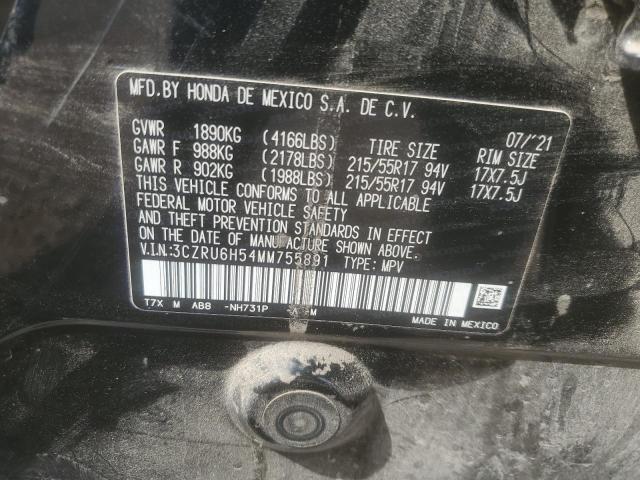 MFD.BY HONDA DE MEXICO S.A. DE C.V.
07/'21
GVWR 1890KG (4166LBS) TIRE SIZE RIM SIZE
GAWR F 988KG (2178LBS) 215/55R17 94V 17X7.5J
GAWR R 902KG (1988LBS) 215/55R17 94V 17X7.5J
THIS VEHICLE CONFORMS TO ALL APPLICABLE
FEDERAL MOTOR VEHICLE SAFETY
AND THEFT PREVENTION STANDARDS IN EFFECT
ON THE DATE OF MANUFACTURE SHOWN ABOVE.
V.I.N:3CZRU6H54MM755891 TYPE: MPV
T7X M AB8 -NH731P -M
MADE IN MEXICO